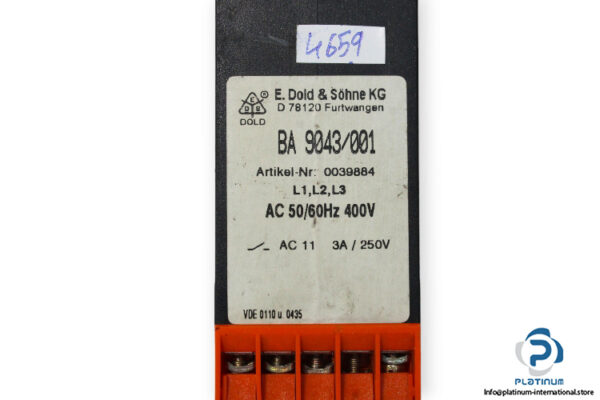 4659
E. Dold & Söhne KG
D 78120 Furtwangen
E
D S
®
DOLD
BA 9043/001
Artikel-Nr: 0039884
L1,L2,L3
AC 50/60Hz 400V
AC 11 3A / 250V
VDE 0110 u. 0435
PLATINUM
info@platinum-international.store